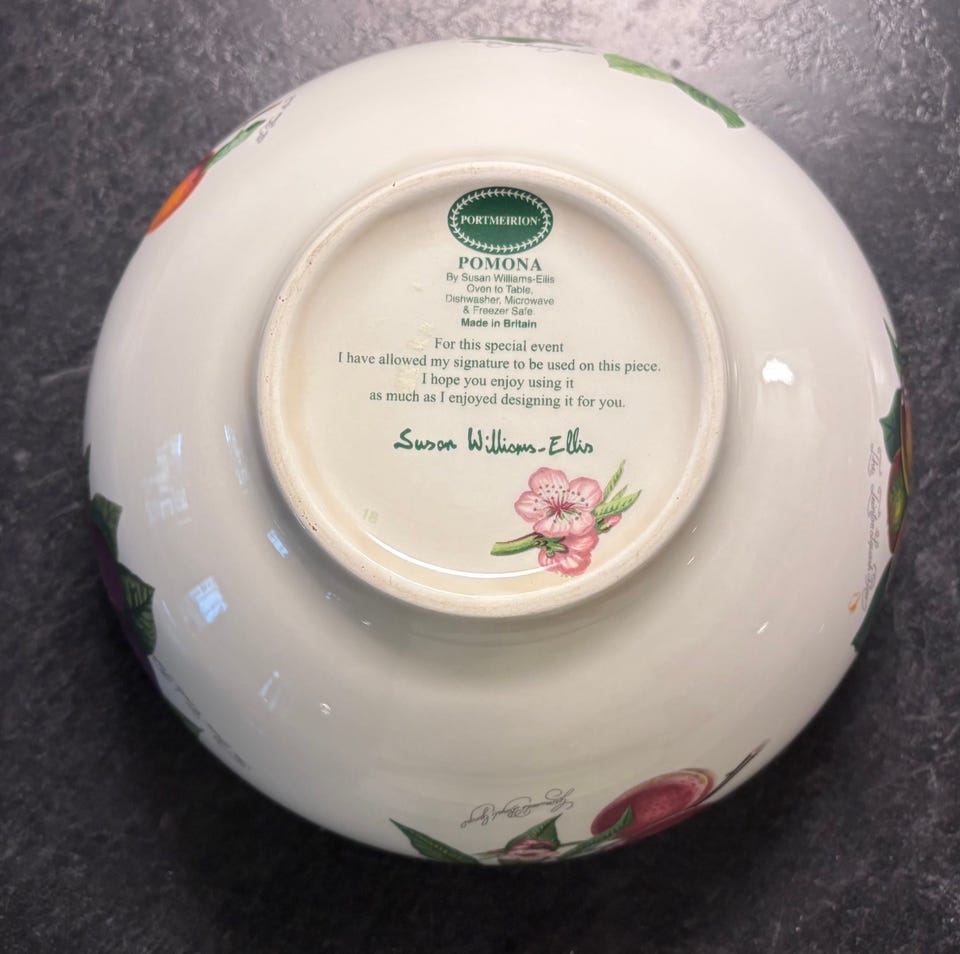 PORTMEIRION
POMONA
By Susan Williams-Ellis
Oven to Table,
Dishwasher, Microwave
& Freezer Safe.
Made in Britain
For this special event
I have allowed my signature to be used on this piece.
I hope you enjoy using it
as much as I enjoyed designing it for you.
Susan Williams-Ellis
18